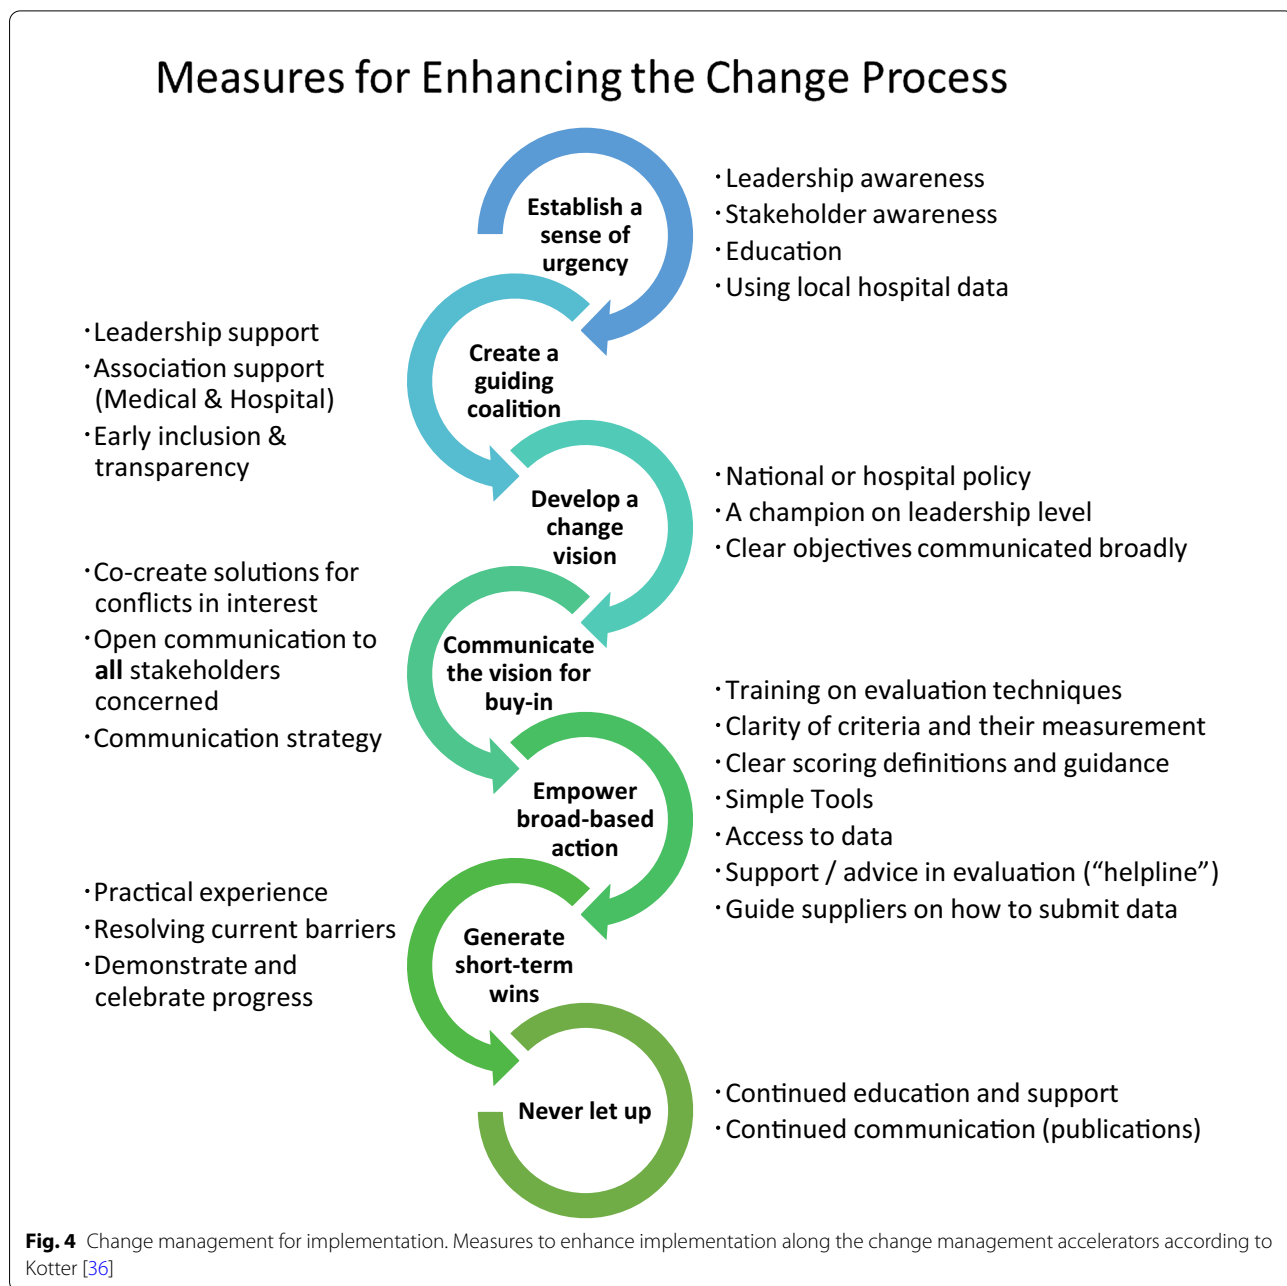 Measures for Enhancing the Change Process
Establish a
sense of
urgency
·Leadership awareness
·Stakeholder awareness
·Education
·Using local hospital data
·Leadership support
·Association support
(Medical & Hospital)
·Early inclusion &
transparency
Create a
guiding
coalition
Develop a
change
vision
·National or hospital policy
·A champion on leadership level
·Clear objectives communicated broadly
·Co-create solutions for
conflicts in interest
·Open communication to
all stakeholders
concerned
·Communication strategy
Communicate
the vision for
buy-in
Empower
broad-based
action
·Training on evaluation techniques
·Clarity of criteria and their measurement
·Clear scoring definitions and guidance
·Simple Tools
·Access to data
·Support / advice in evaluation (“helpline”)
·Guide suppliers on how to submit data
·Practical experience
·Resolving current barriers
·Demonstrate and
celebrate progress
Generate
short-term
wins
Never let up
·Continued education and support
·Continued communication (publications)
Fig. 4 Change management for implementation. Measures to enhance implementation along the change management accelerators according to
Kotter [36]